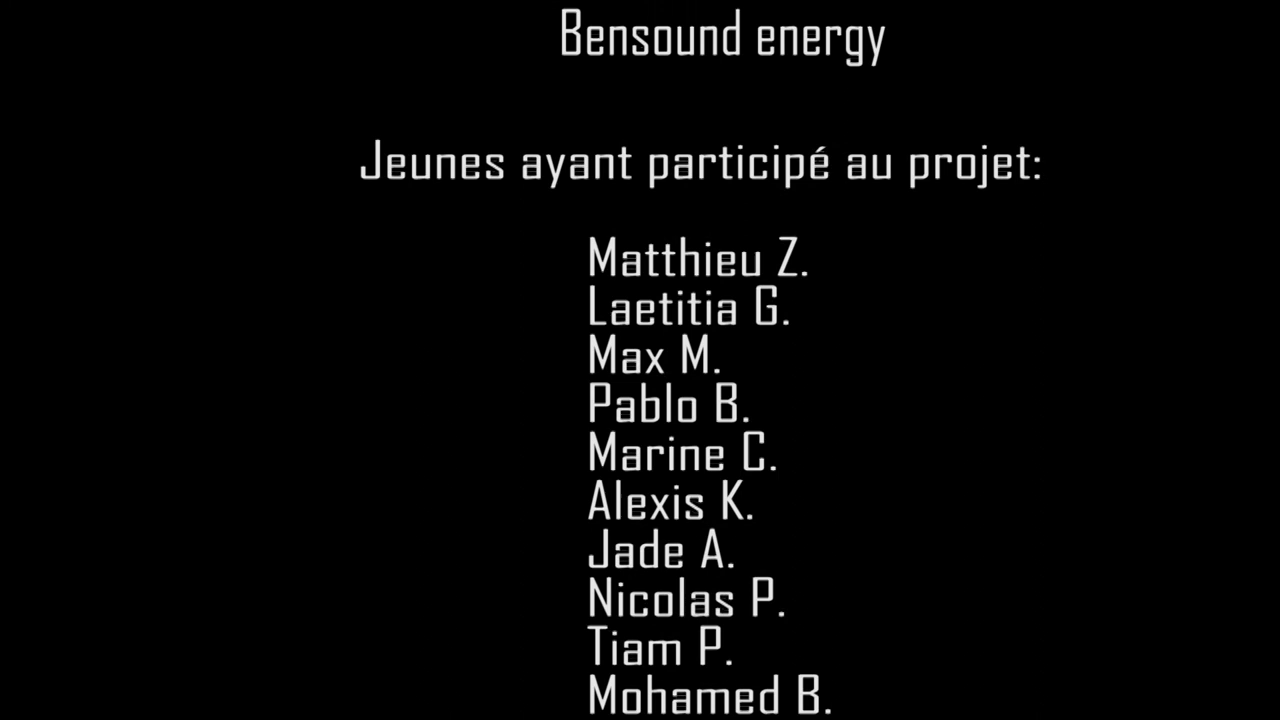 Bensound energy
Jeunes ayant participé au projet:
Matthieu Z.
Laetitia G.
Max M.
Pablo B.
Marine C.
Alexis K.
Jade A.
Nicolas P.
Tiam P.
Mohamed B.